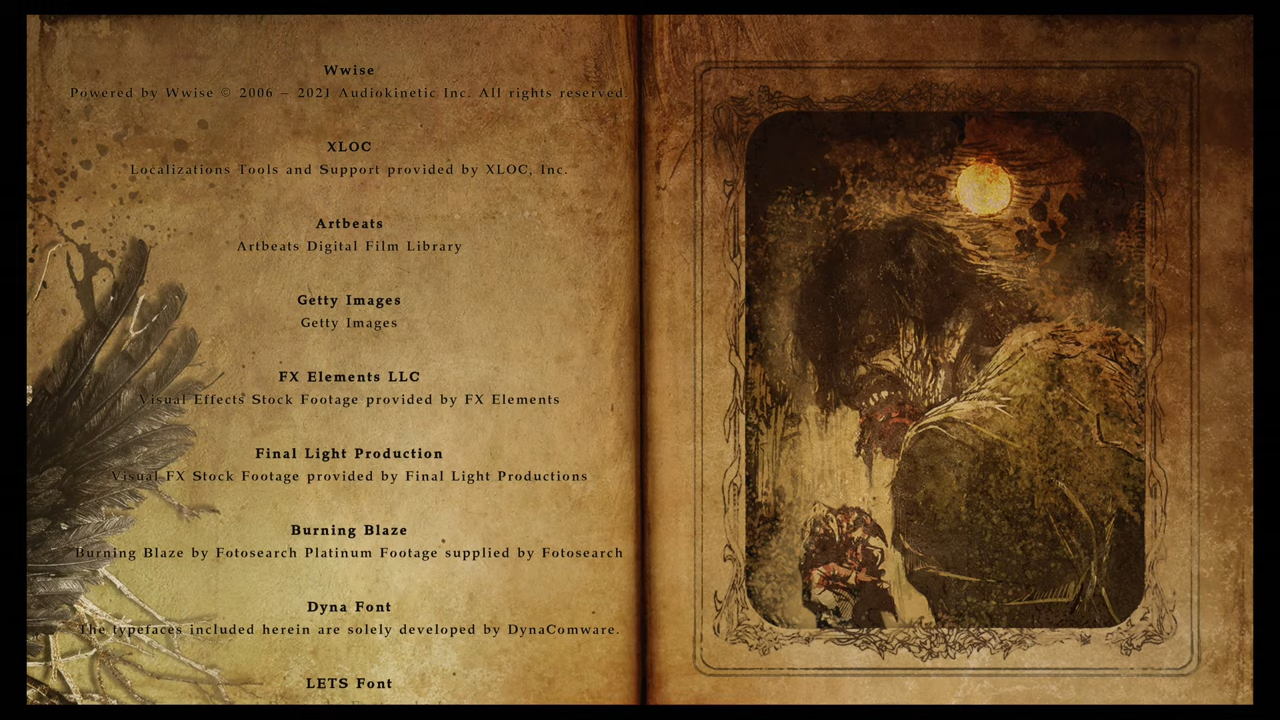 Wwise
Powered by Wwise © 2006 – 2021 Audiokinetic Inc. All rights reserved.
XLOC
Localizations Tools and Support provided by XLOC, Inc.
Artbeats
Artbeats Digital Film Library
Getty Images
Getty Images
FX Elements LLC
Visual Effects Stock Footage provided by FX Elements
Final Light Production
Visual FX Stock Footage provided by Final Light Productions
Burning Blaze
Burning Blaze by Fotosearch Platinum Footage supplied by Fotosearch
Dyna Font
The typefaces included herein are solely developed by DynaComware.
LETS Font